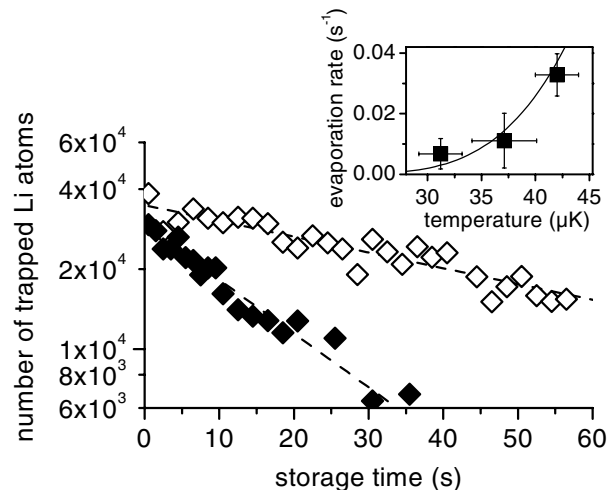 0.04
0.02
0.00
evaporation rate (s⁻¹)
30 35 40 45
temperature (µK)
6x10⁴
4x10⁴
2x10⁴
1x10⁴
8x10³
6x10³
number of trapped Li atoms
0 10 20 30 40 50 60
storage time (s)